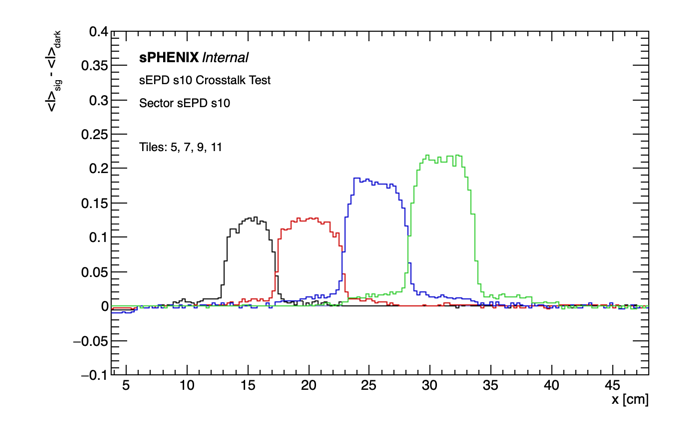 0.4
<I>sig - <I>dark
sPHENIX Internal
0.35
sEPD s10 Crosstalk Test
0.3
Sector sEPD s10
0.25
Tiles: 5, 7, 9, 11
0.2
0.15
0.1
0.05
0
−0.05
−0.1
5 10 15 20 25 30 35 40 45
x [cm]